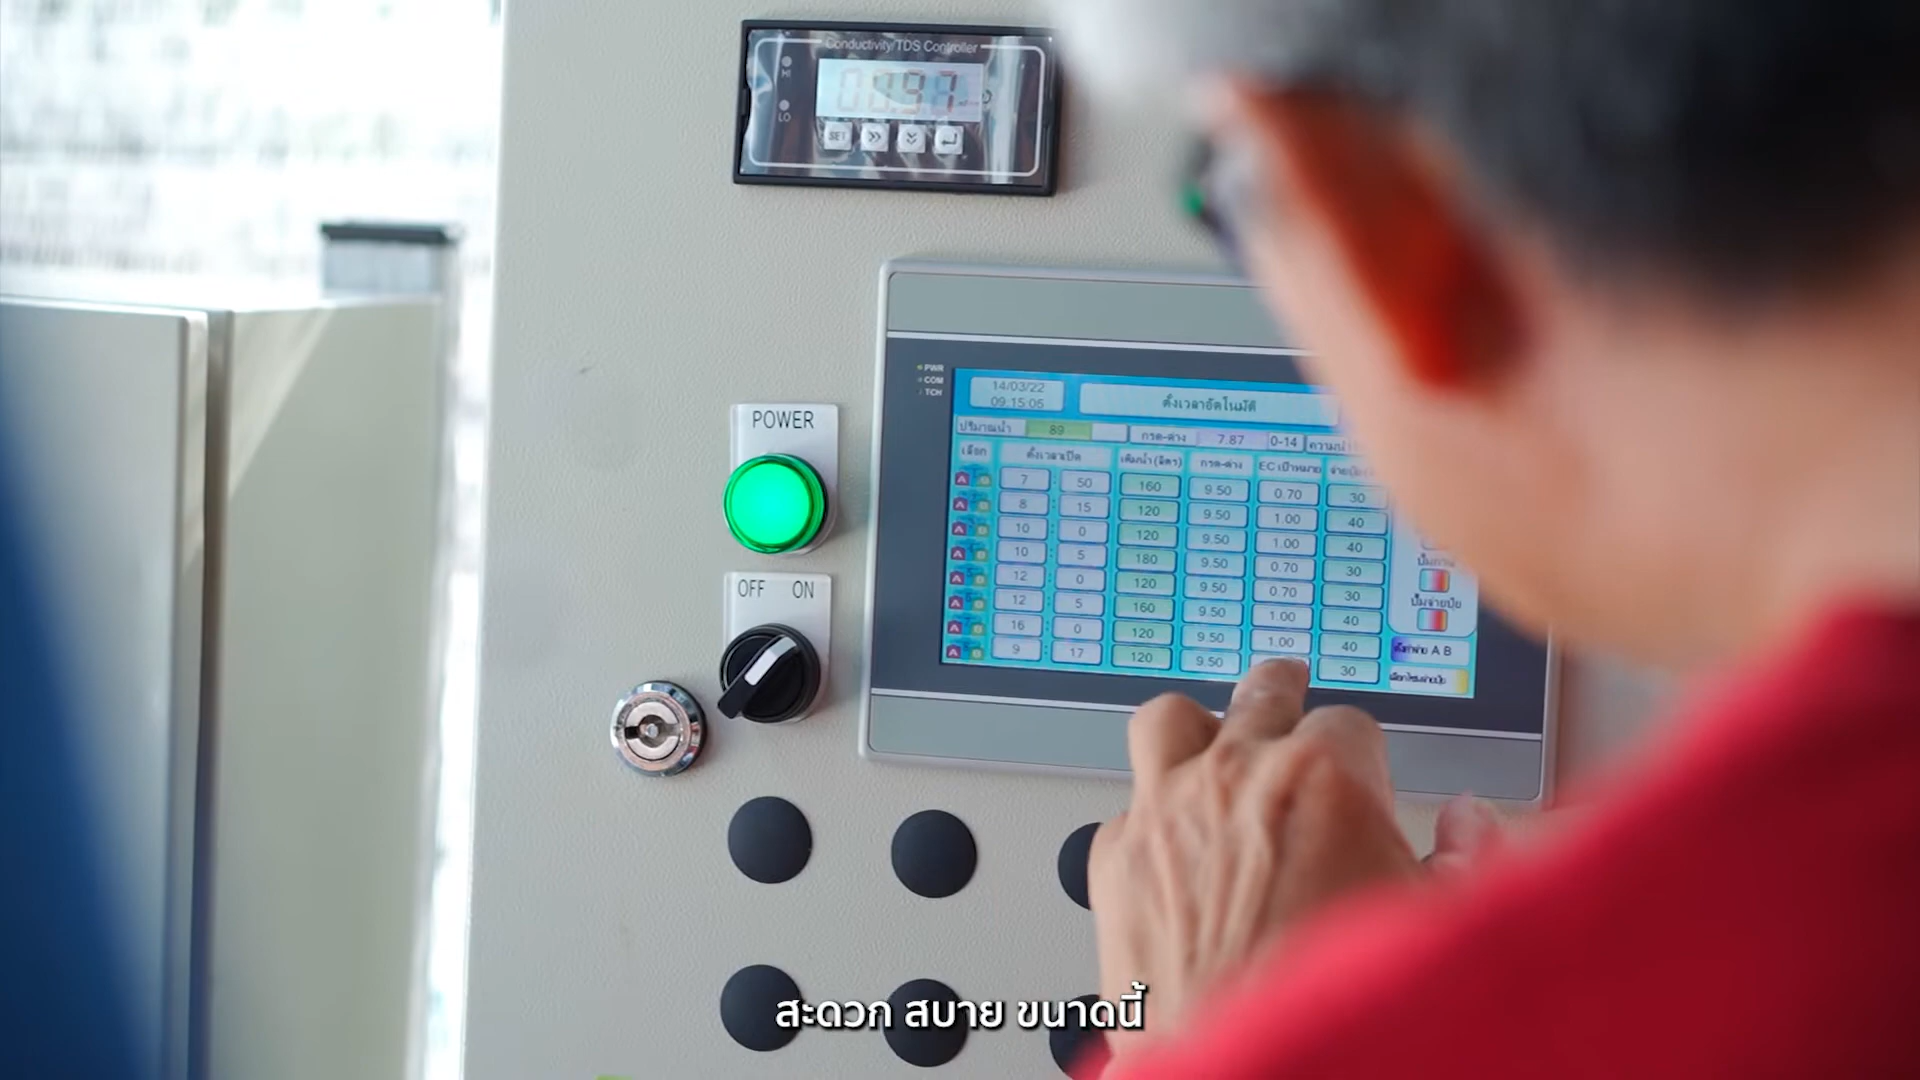 Conductivity/TDS Controller
HI
LO
0.97
SET
POWER
OFF ON
PWR
COM
TCH
14/03/22
09:15:05
ตั้งเวลาอัตโนมัติ
ปริมาณน้ำ 89 กรด-ด่าง 7.87 0-14
เลือก ตั้งเวลาเปิด เติมน้ำ (ลิตร) กรด-ด่าง EC เป้าหมาย
A B 7 : 50 160 9.50 0.70 30
A B 8 : 15 120 9.50 1.00 40
A B 10 : 0 120 9.50 1.00 40
A B 10 : 5 180 9.50 0.70 30
A B 12 : 0 120 9.50 0.70 30
A B 12 : 5 160 9.50 1.00 40
A B 16 : 0 120 9.50 1.00 40
A B 9 : 17 120 9.50 30
ปั๊มกวน
ปั๊มจ่ายปุ๋ย
A B
สะดวก สบาย ขนาดนี้